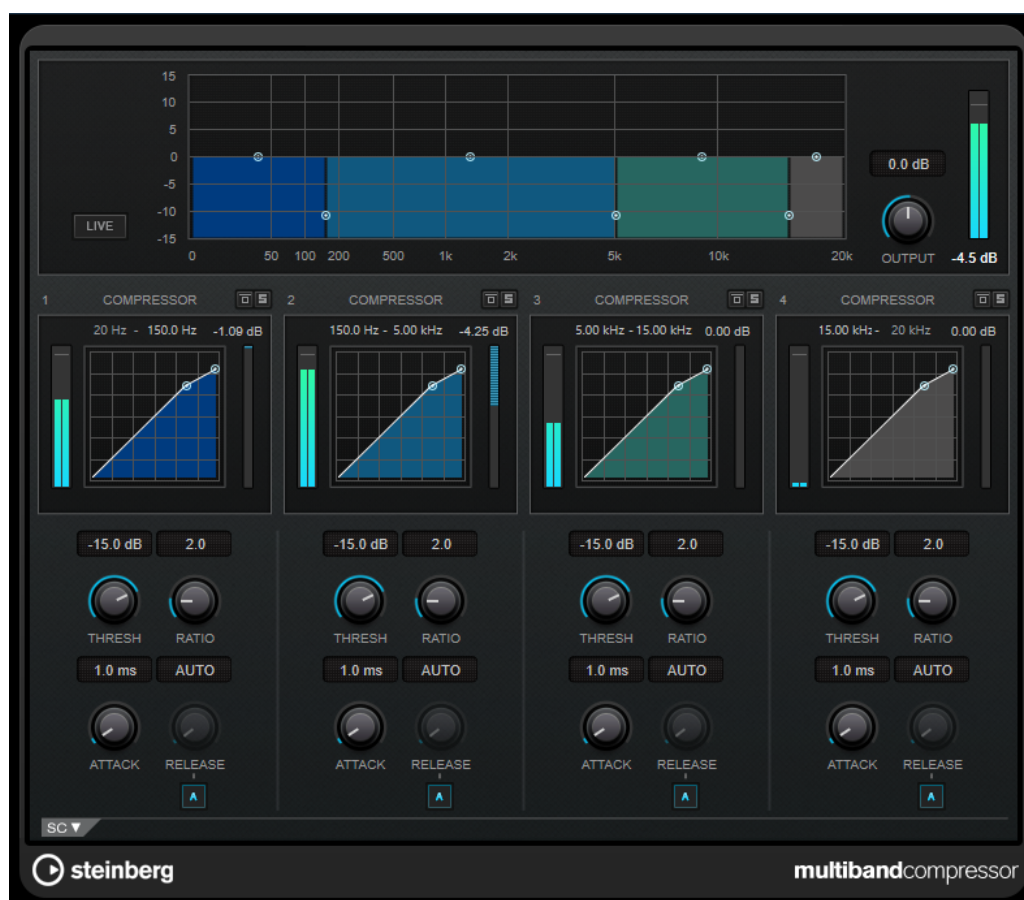 15
10
5
0
-5
-10
-15
LIVE
0 50 100 200 500 1k 2k 5k 10k 20k
0.0 dB
OUTPUT -4.5 dB
1 COMPRESSOR S 2 COMPRESSOR S 3 COMPRESSOR S 4 COMPRESSOR S
20 Hz - 150.0 Hz -1.09 dB 150.0 Hz - 5.00 kHz -4.25 dB 5.00 kHz - 15.00 kHz 0.00 dB 15.00 kHz - 20 kHz 0.00 dB
-15.0 dB 2.0 -15.0 dB 2.0 -15.0 dB 2.0 -15.0 dB 2.0
THRESH RATIO THRESH RATIO THRESH RATIO THRESH RATIO
1.0 ms AUTO 1.0 ms AUTO 1.0 ms AUTO 1.0 ms AUTO
ATTACK RELEASE ATTACK RELEASE ATTACK RELEASE ATTACK RELEASE
A A A A
SC ▼
steinberg multibandcompressor